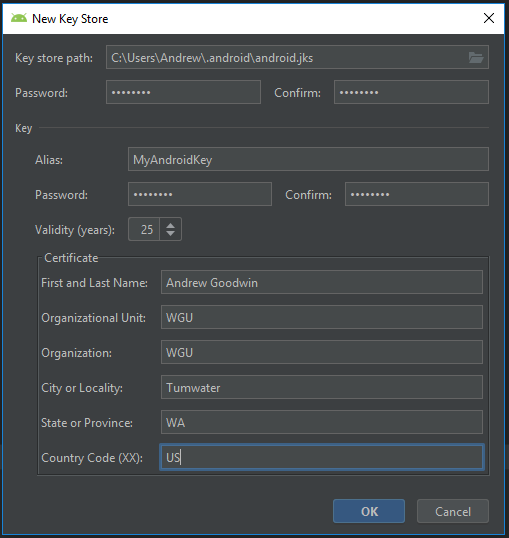 New Key Store
Key store path: C:\Users\Andrew\.android\android.jks
Password: •••••••• Confirm: ••••••••
Key
Alias: MyAndroidKey
Password: •••••••• Confirm: ••••••••
Validity (years): 25
Certificate
First and Last Name: Andrew Goodwin
Organizational Unit: WGU
Organization: WGU
City or Locality: Tumwater
State or Province: WA
Country Code (XX): US
OK Cancel